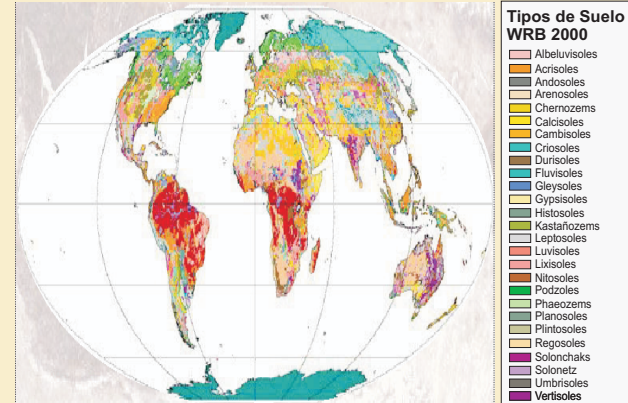 Tipos de Suelo
WRB 2000
Albeluvisoles
Acrisoles
Andosoles
Arenosoles
Chernozems
Calcisoles
Cambisoles
Criosoles
Durisoles
Fluvisoles
Gleysoles
Gypsisoles
Histosoles
Kastañozems
Leptosoles
Luvisoles
Lixisoles
Nitosoles
Podzoles
Phaeozems
Planosoles
Plintosoles
Regosoles
Solonchaks
Solonetz
Umbrisoles
Vertisoles